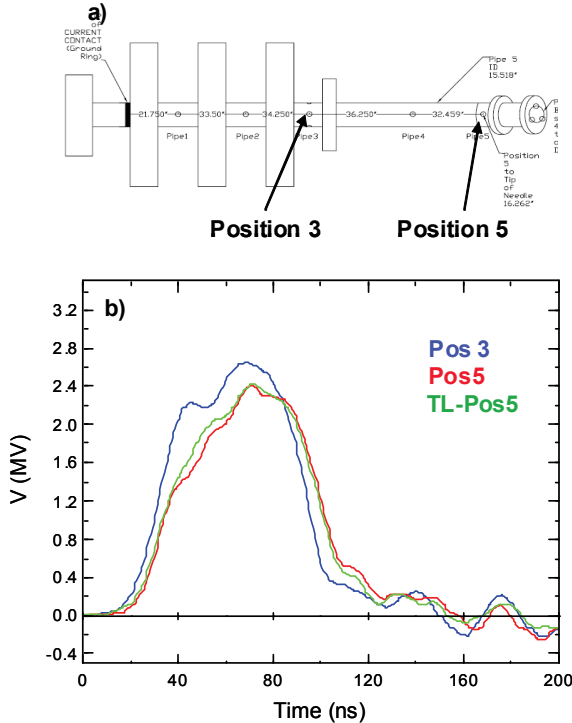 a)
of
CURRENT
CONTACT
(Ground
Ring)
Pipe 5
ID
15.518"
21.750"
33.50"
34.250"
36.250"
32.459"
Pipe1
Pipe2
Pipe3
Pipe4
Pipe5
Position
5
to
Tip
of
Needle
16.262"
Position 3
Position 5
b)
Pos 3
Pos5
TL-Pos5
V (MV)
3.2
2.8
2.4
2.0
1.6
1.2
0.8
0.4
0.0
-0.4
0
40
80
120
160
200
Time (ns)